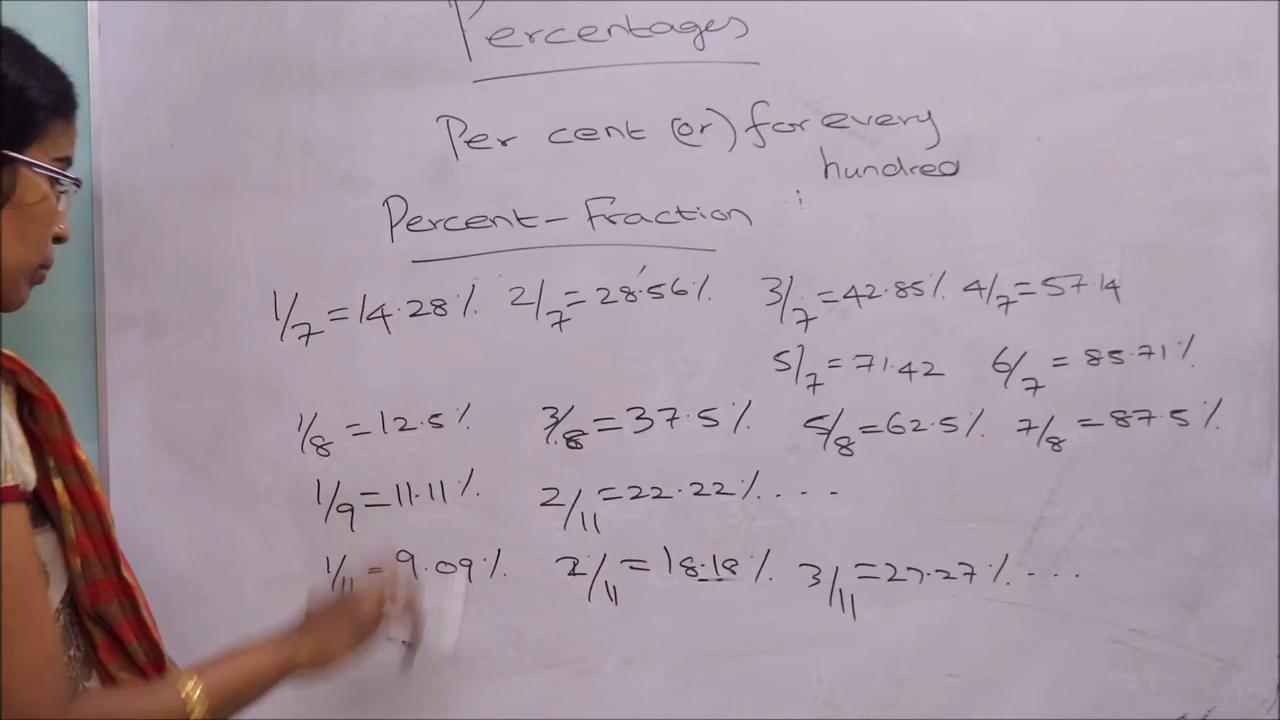 Percentages
Per cent (or) for every
hundred
Percent-Fraction
1/7 = 14.28% 2/7 = 28.56% 3/7 = 42.85% 4/7 = 57.14
5/7 = 71.42 6/7 = 85.71%
1/8 = 12.5% 3/8 = 37.5% 5/8 = 62.5% 7/8 = 87.5%
1/9 = 11.11% 2/11 = 22.22% ....
1/11 = 9.09% 2/11 = 18.18% 3/11 = 27.27% ....